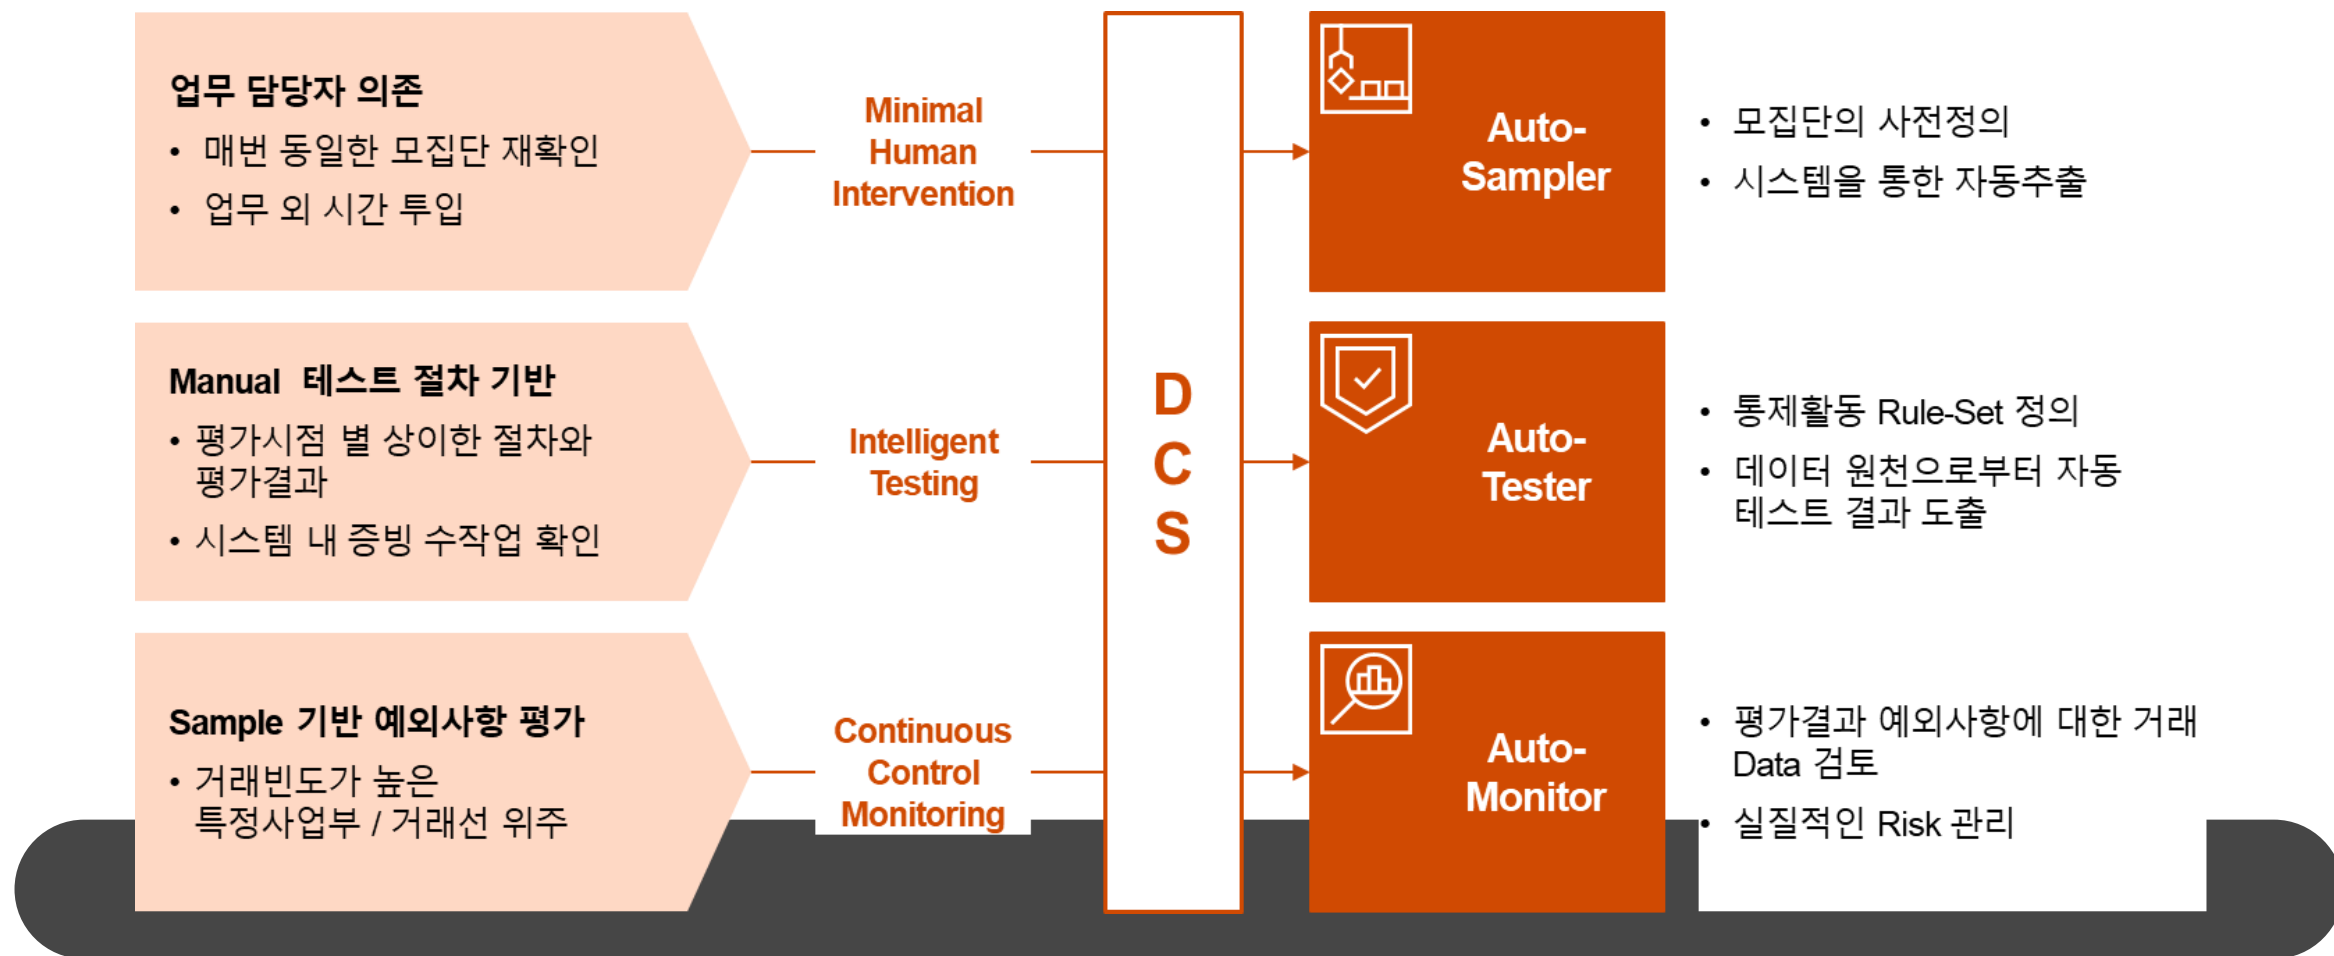 업무 담당자 의존
• 매번 동일한 모집단 재확인
• 업무 외 시간 투입
Minimal
Human
Intervention
Auto-
Sampler
• 모집단의 사전정의
• 시스템을 통한 자동추출
Manual 테스트 절차 기반
• 평가시점 별 상이한 절차와
평가결과
• 시스템 내 증빙 수작업 확인
Intelligent
Testing
D
C
S
Auto-
Tester
• 통제활동 Rule-Set 정의
• 데이터 원천으로부터 자동
테스트 결과 도출
Sample 기반 예외사항 평가
• 거래빈도가 높은
특정사업부 / 거래선 위주
Continuous
Control
Monitoring
Auto-
Monitor
• 평가결과 예외사항에 대한 거래
Data 검토
• 실질적인 Risk 관리